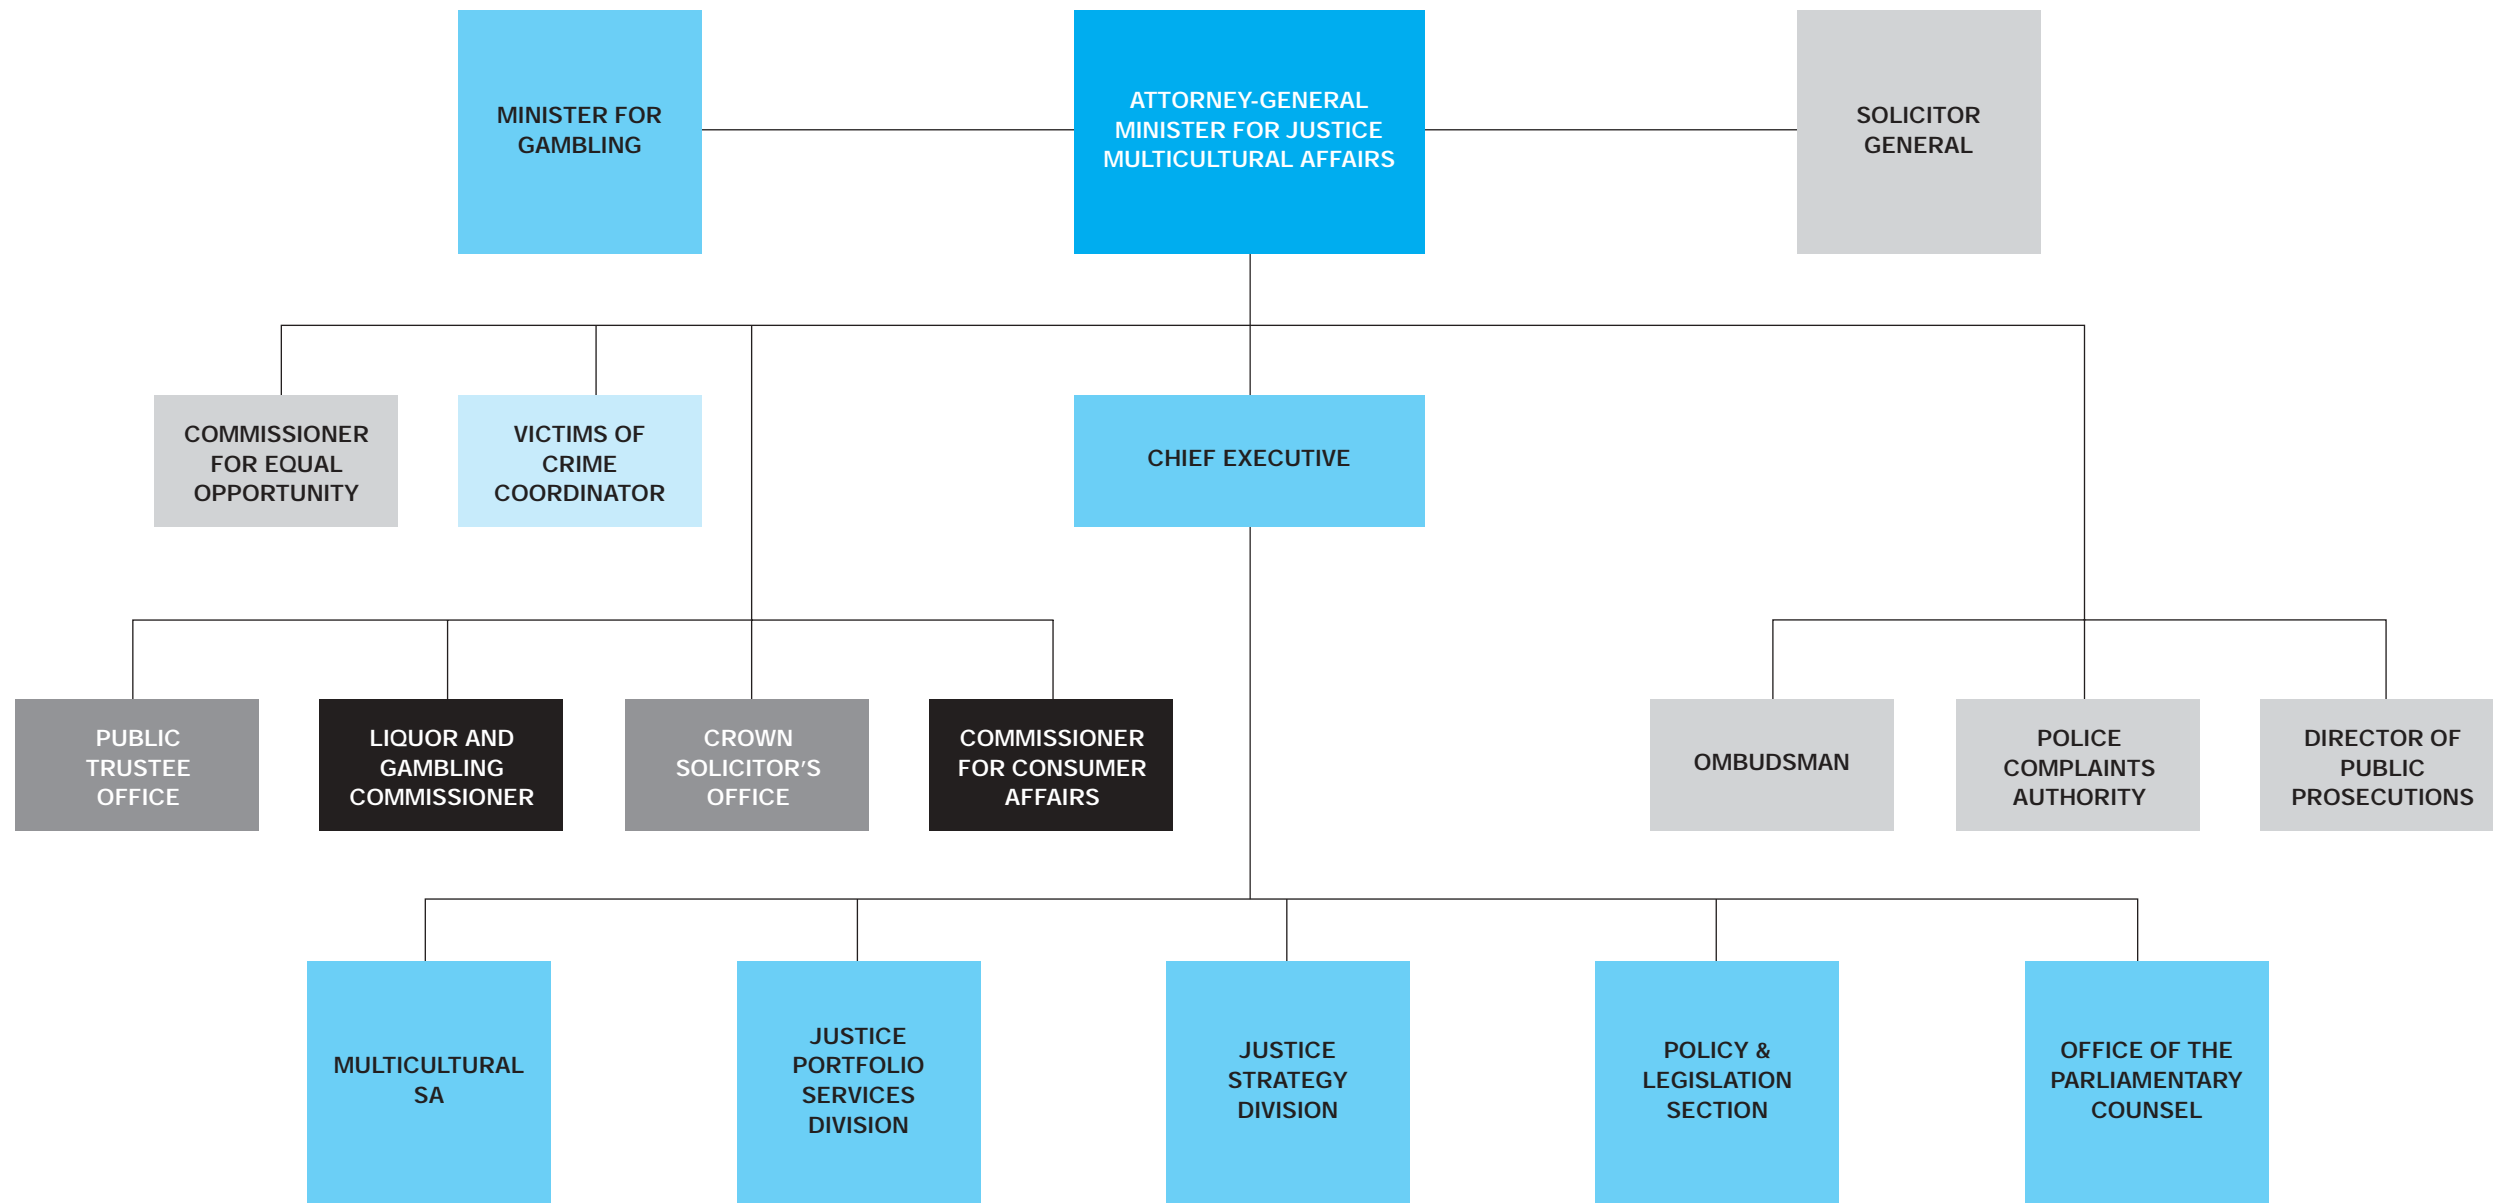 MINISTER FOR
GAMBLING
ATTORNEY-GENERAL
MINISTER FOR JUSTICE
MULTICULTURAL AFFAIRS
SOLICITOR
GENERAL
COMMISSIONER
FOR EQUAL
OPPORTUNITY
VICTIMS OF
CRIME
COORDINATOR
CHIEF EXECUTIVE
PUBLIC
TRUSTEE
OFFICE
LIQUOR AND
GAMBLING
COMMISSIONER
CROWN
SOLICITOR'S
OFFICE
COMMISSIONER
FOR CONSUMER
AFFAIRS
OMBUDSMAN
POLICE
COMPLAINTS
AUTHORITY
DIRECTOR OF
PUBLIC
PROSECUTIONS
MULTICULTURAL
SA
JUSTICE
PORTFOLIO
SERVICES
DIVISION
JUSTICE
STRATEGY
DIVISION
POLICY &
LEGISLATION
SECTION
OFFICE OF THE
PARLIAMENTARY
COUNSEL